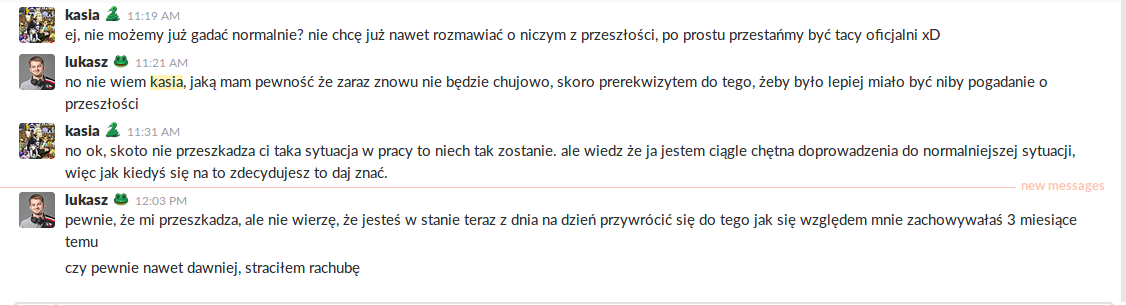 kasia 11:19 AM
ej, nie możemy już gadać normalnie? nie chcę już nawet rozmawiać o niczym z przeszłości, po prostu przestańmy być tacy oficjalni xD
lukasz 11:21 AM
no nie wiem kasia, jaką mam pewność że zaraz znowu nie będzie chujowo, skoro prerekwizytem do tego, żeby było lepiej miało być niby pogadanie o
przeszłości
kasia 11:31 AM
no ok, skoto nie przeszkadza ci taka sytuacja w pracy to niech tak zostanie. ale wiedz że ja jestem ciągle chętna doprowadzenia do normalniejszej sytuacji,
więc jak kiedyś się na to zdecydujesz to daj znać.
new messages
lukasz 12:03 PM
pewnie, że mi przeszkadza, ale nie wierzę, że jesteś w stanie teraz z dnia na dzień przywrócić się do tego jak się względem mnie zachowywałaś 3 miesiące
temu
czy pewnie nawet dawniej, straciłem rachubę